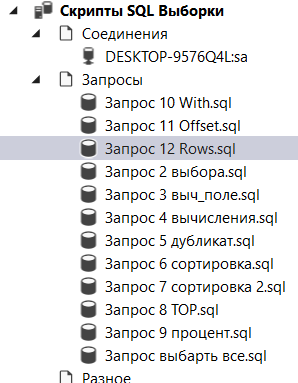 Скрипты SQL Выборки
Соединения
DESKTOP-9576Q4L:sa
Запросы
Запрос 10 With.sql
Запрос 11 Offset.sql
Запрос 12 Rows.sql
Запрос 2 выбора.sql
Запрос 3 выч_поле.sql
Запрос 4 вычисления.sql
Запрос 5 дубликат.sql
Запрос 6 сортировка.sql
Запрос 7 сортировка 2.sql
Запрос 8 TOP.sql
Запрос 9 процент.sql
Запрос выбарть все.sql
Разное